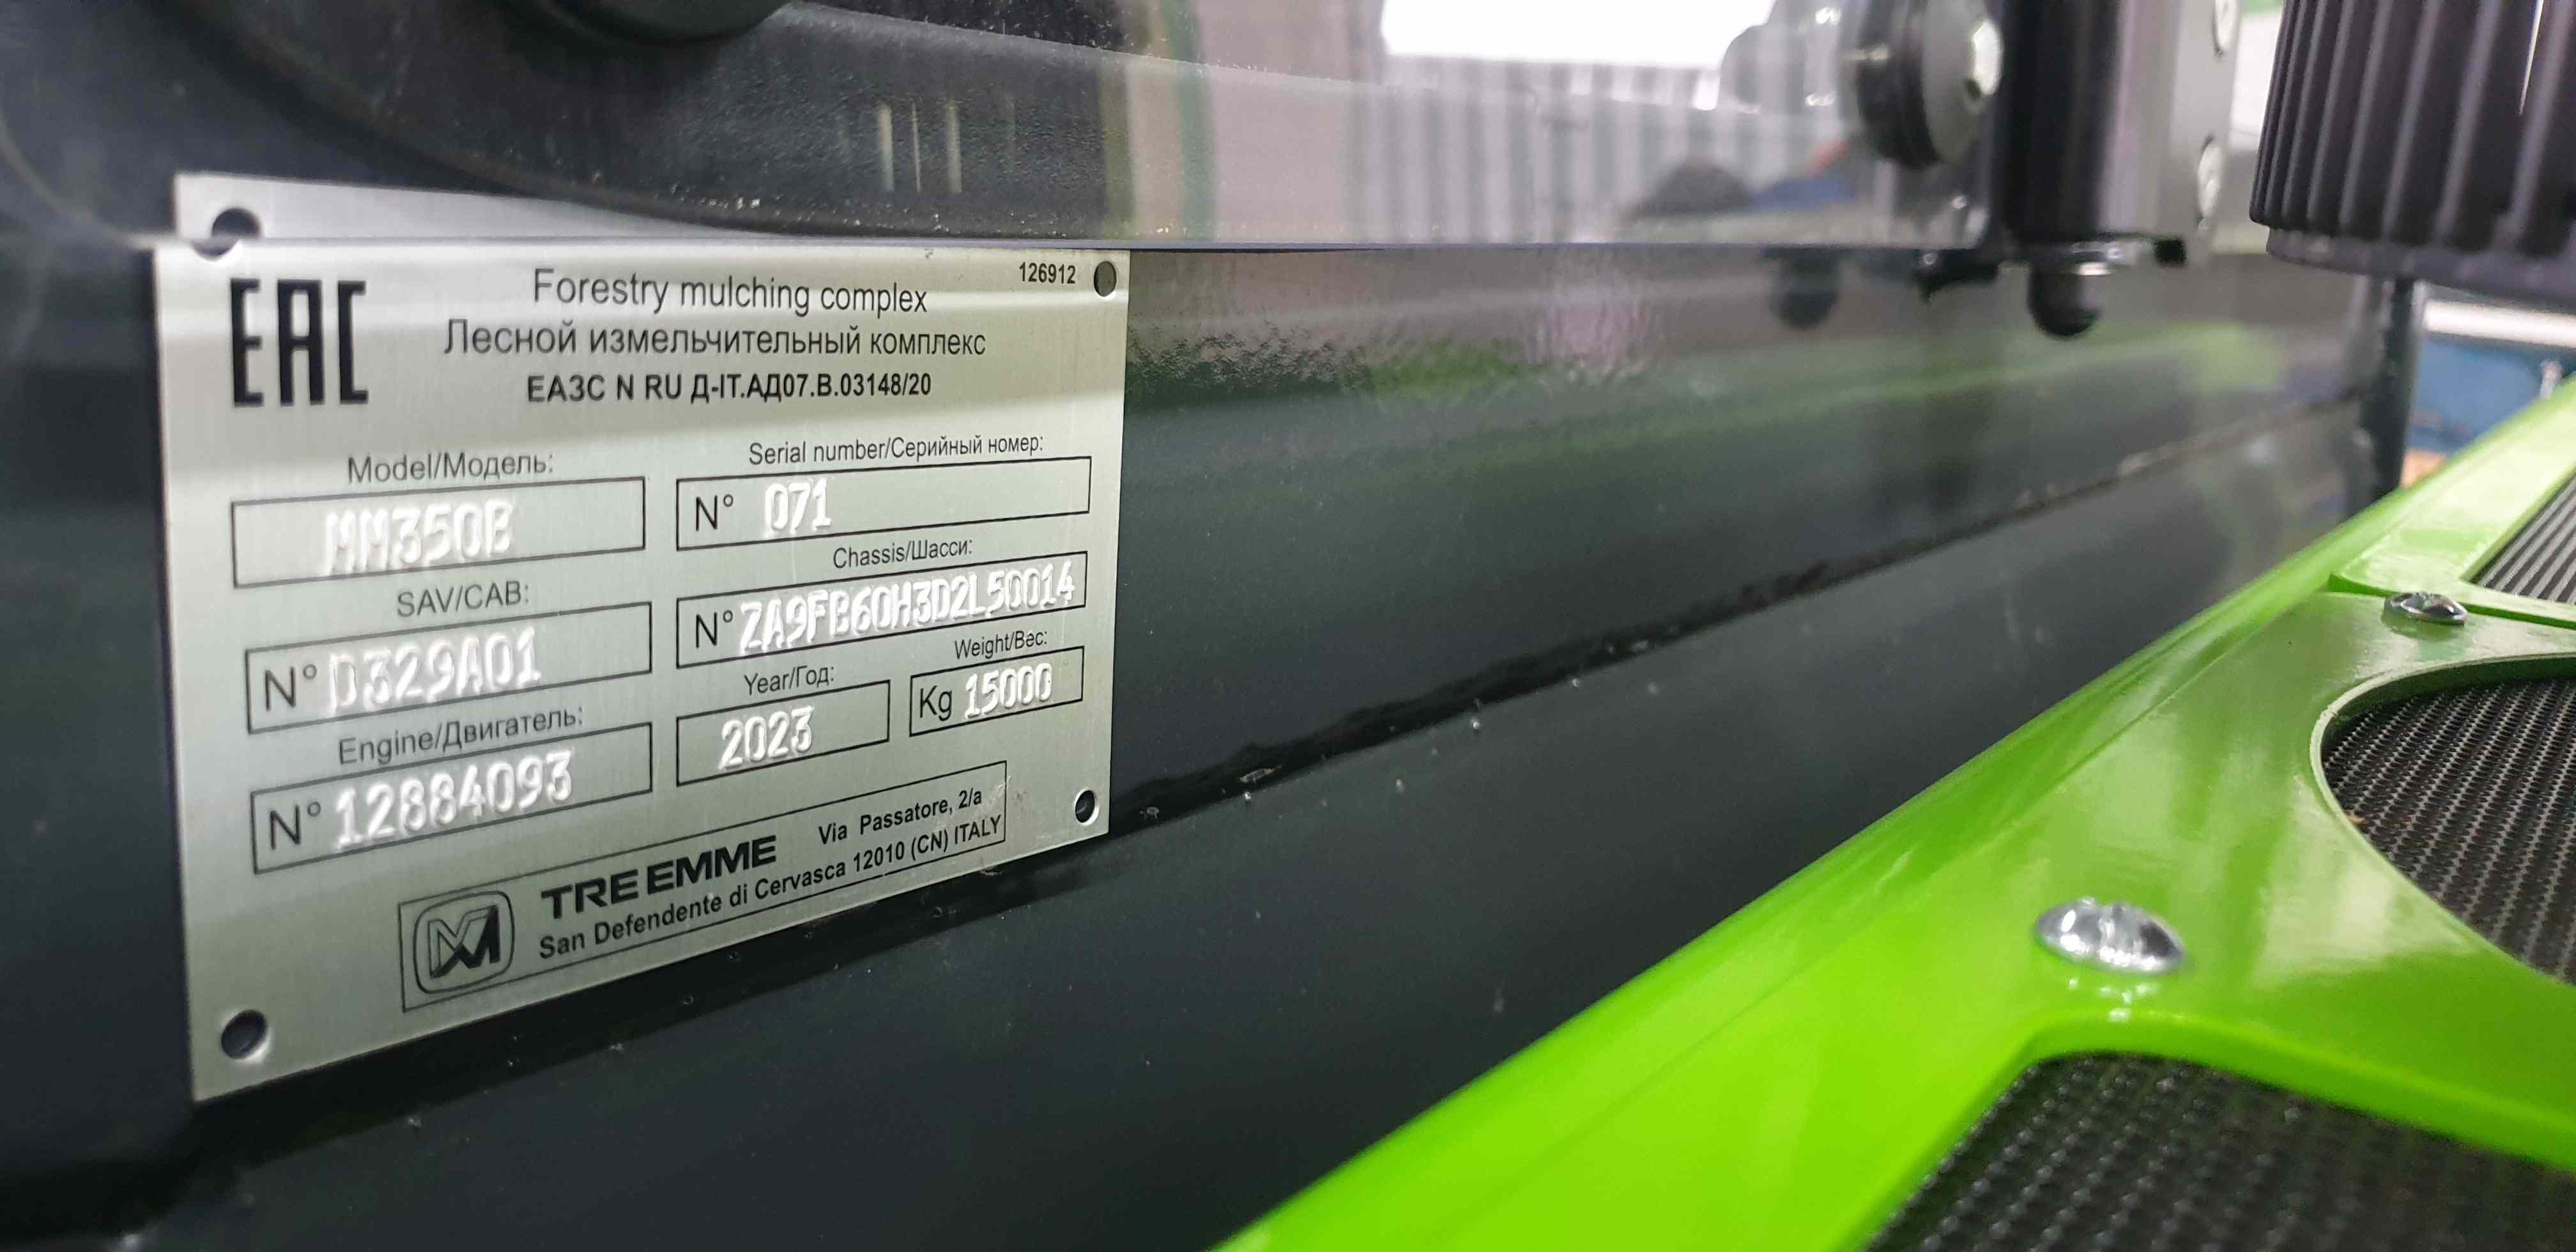 EAC
Forestry mulching complex
126912
Лесной измельчительный комплекс
ЕАЗС N RU Д-IT.АД07.В.03148/20
Model/Модель:
MM350B
Serial number/Серийный номер:
N° 071
SAV/CAB:
N° D329A01
Chassis/Шасси:
N° ZA9FB60H3D2L50014
Engine/Двигатель:
N° 12884093
Year/Год:
2023
Weight/Вес:
Kg 15000
TREEMME Via Passatore, 2/a
San Defendente di Cervasca 12010 (CN) ITALY